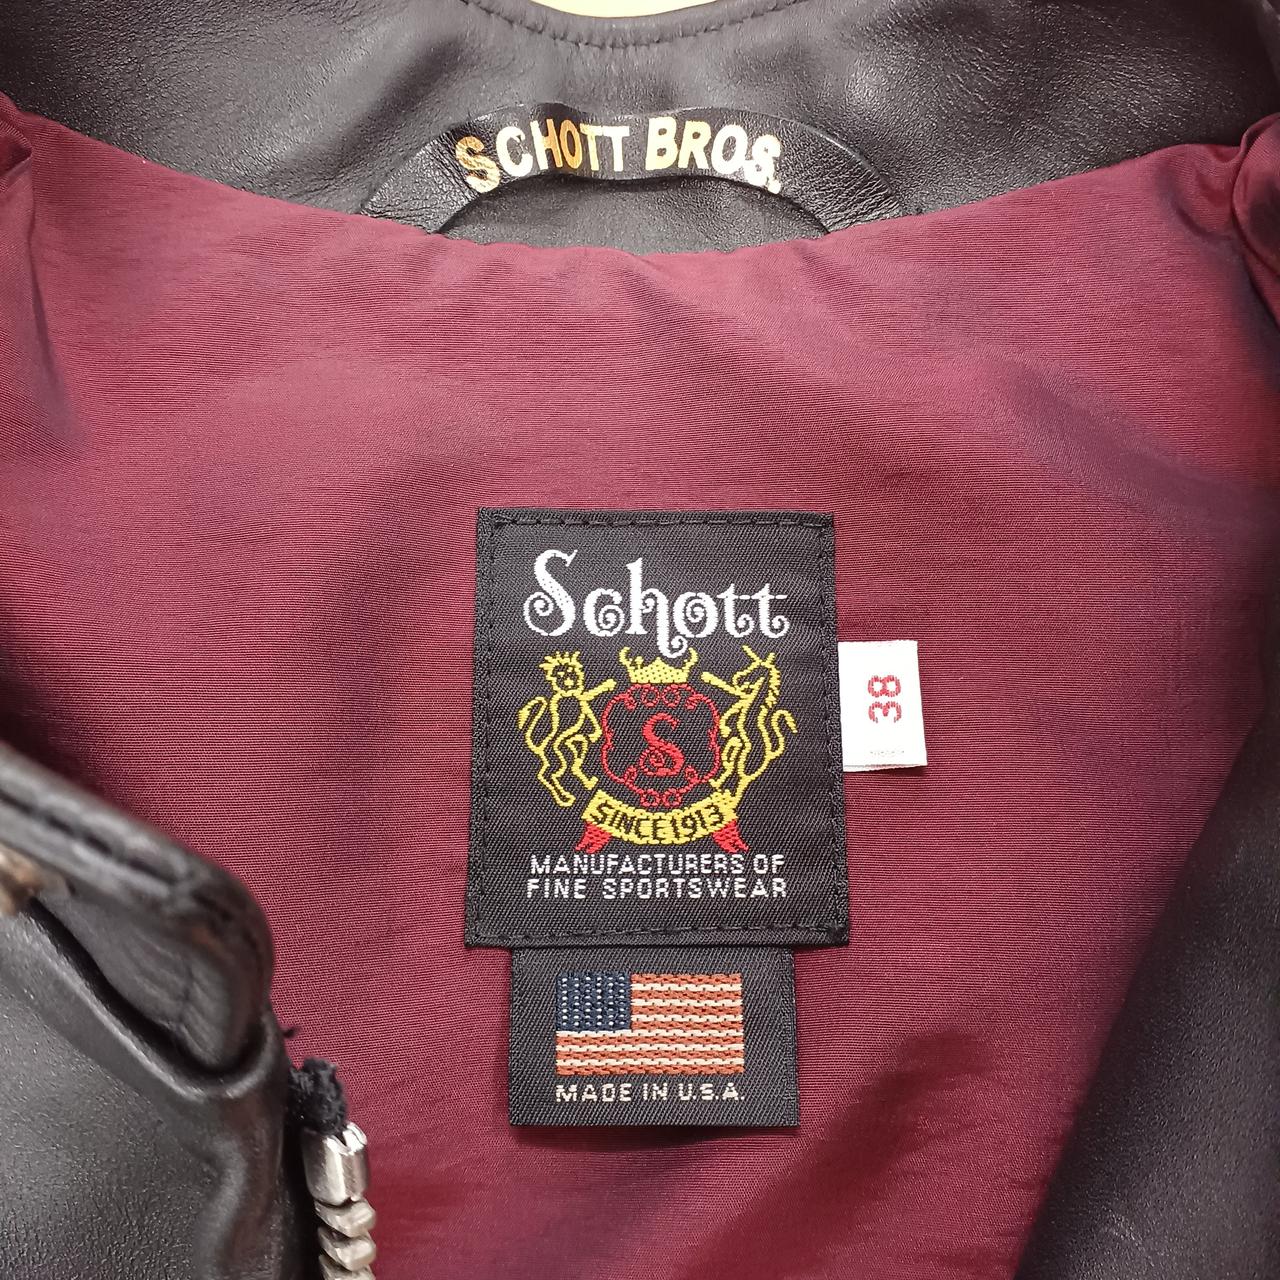 SCHOTT BROS.
Schott
S
SINCE 1913
MANUFACTURERS OF
FINE SPORTSWEAR
38
MADE IN U.S.A.